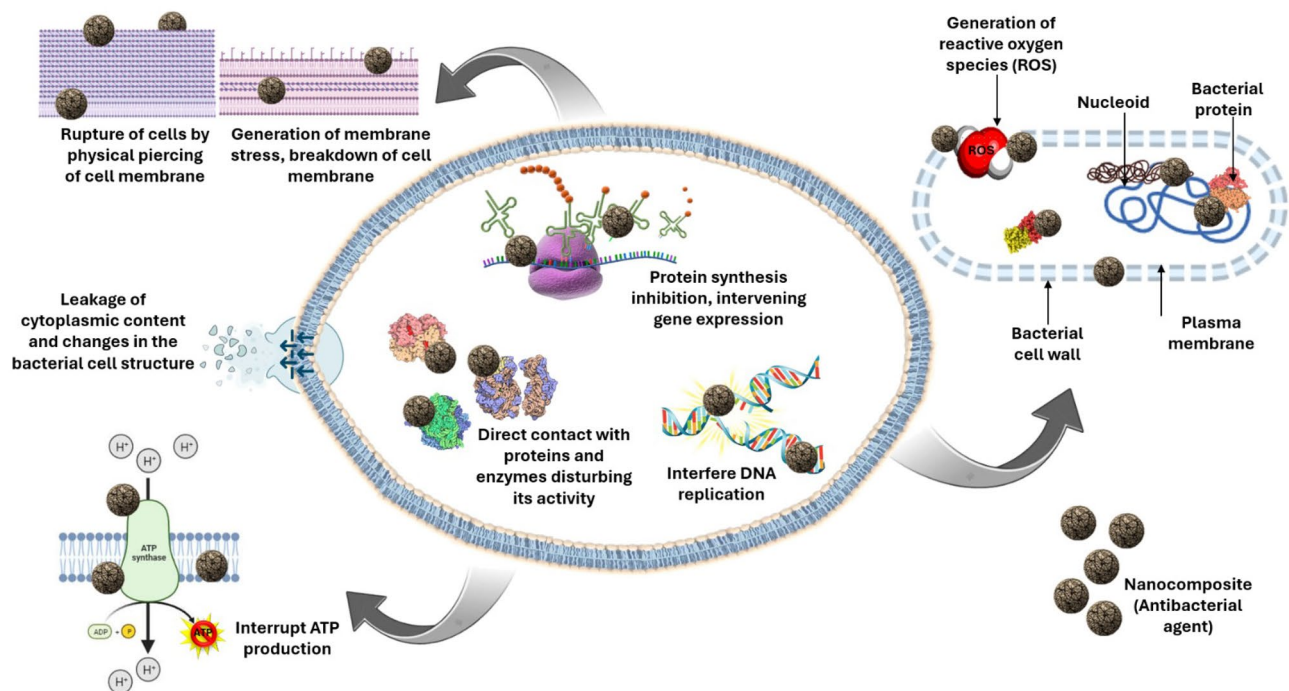 Rupture of cells by
physical piercing
of cell membrane
Generation of membrane
stress, breakdown of cell
membrane
Generation of
reactive oxygen
species (ROS)
Nucleoid
Bacterial
protein
ROS
Bacterial
cell wall
Plasma
membrane
Protein synthesis
inhibition, intervening
gene expression
Leakage of
cytoplasmic content
and changes in the
bacterial cell structure
Direct contact with
proteins and
enzymes disturbing
its activity
Interfere DNA
replication
H⁺
H⁺
H⁺
ATP
synthase
ADP + P
ATP
H⁺
H⁺
H⁺
Interrupt ATP
production
Nanocomposite
(Antibacterial
agent)